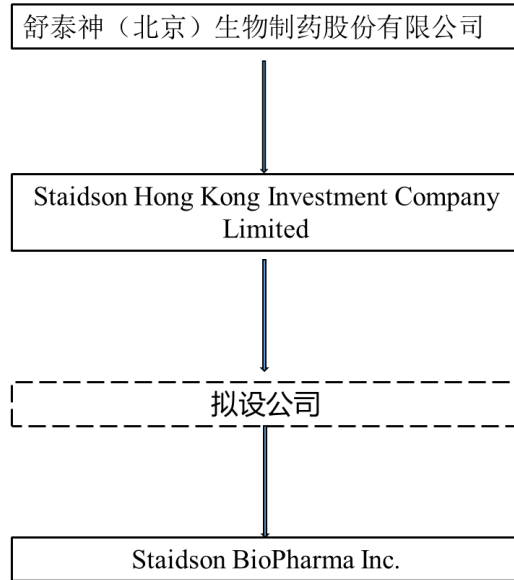 舒泰神（北京）生物制药股份有限公司
Staidson Hong Kong Investment Company
Limited
拟设公司
Staidson BioPharma Inc.